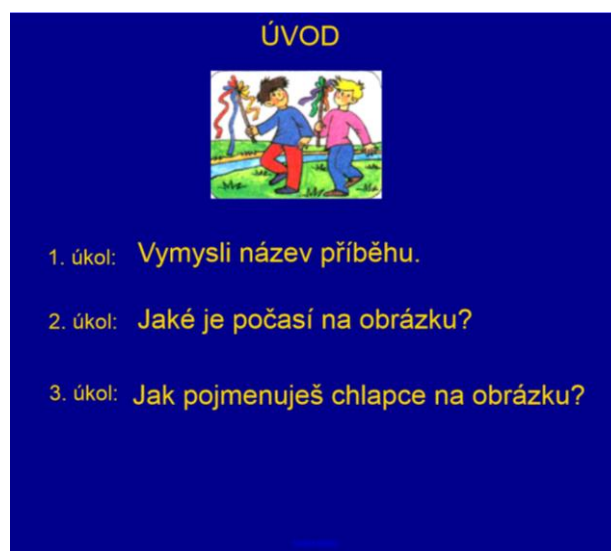 ÚVOD
1. úkol: Vymysli název příběhu.
2. úkol: Jaké je počasí na obrázku?
3. úkol: Jak pojmenuješ chlapce na obrázku?